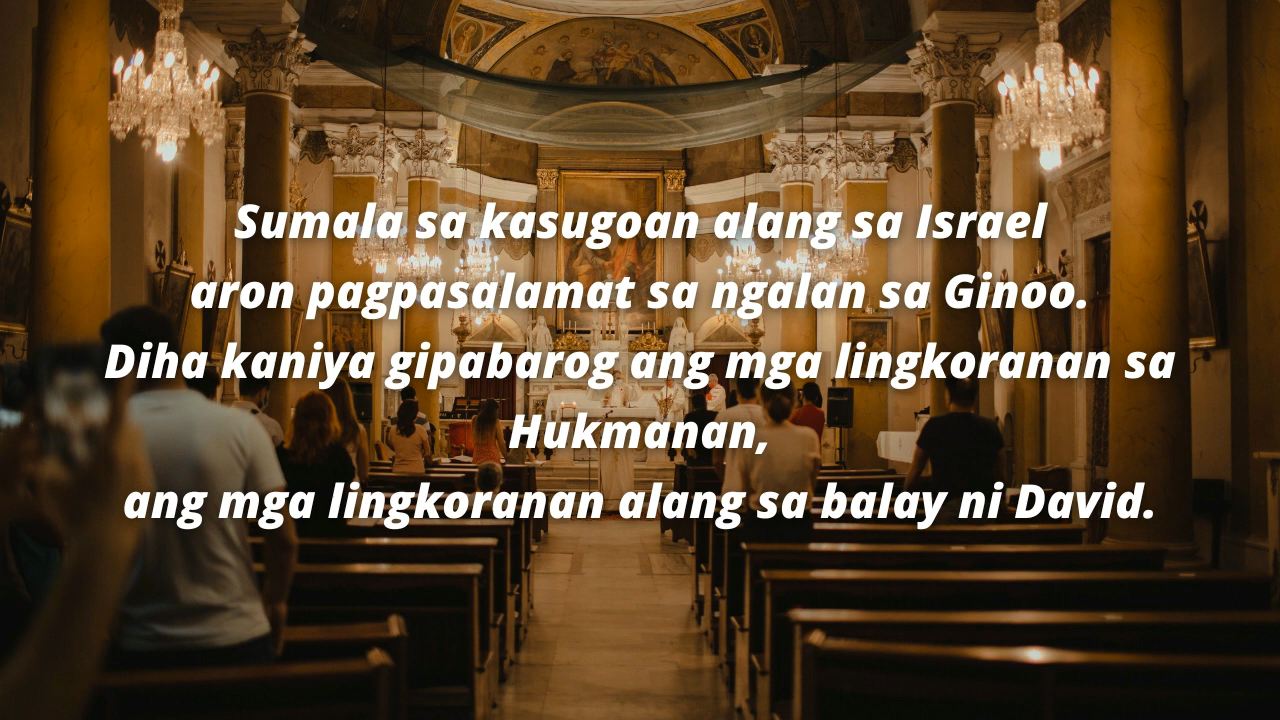 Sumala sa kasugoan alang sa Israel
aron pagpasalamat sa ngalan sa Ginoo.
Diha kaniya gipabarog ang mga lingkoranan sa
Hukmanan,
ang mga lingkoranan alang sa balay ni David.